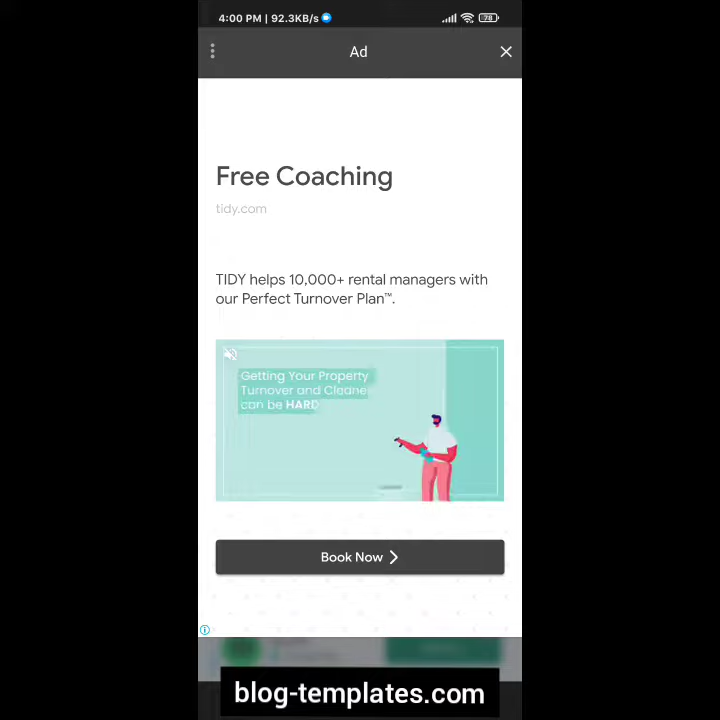 4:00 PM | 92.3KB/s
78
Ad
Free Coaching
tidy.com
TIDY helps 10,000+ rental managers with
our Perfect Turnover Plan™.
Getting Your Property
Turnover and Cleane
can be HARD
Book Now
blog-templates.com